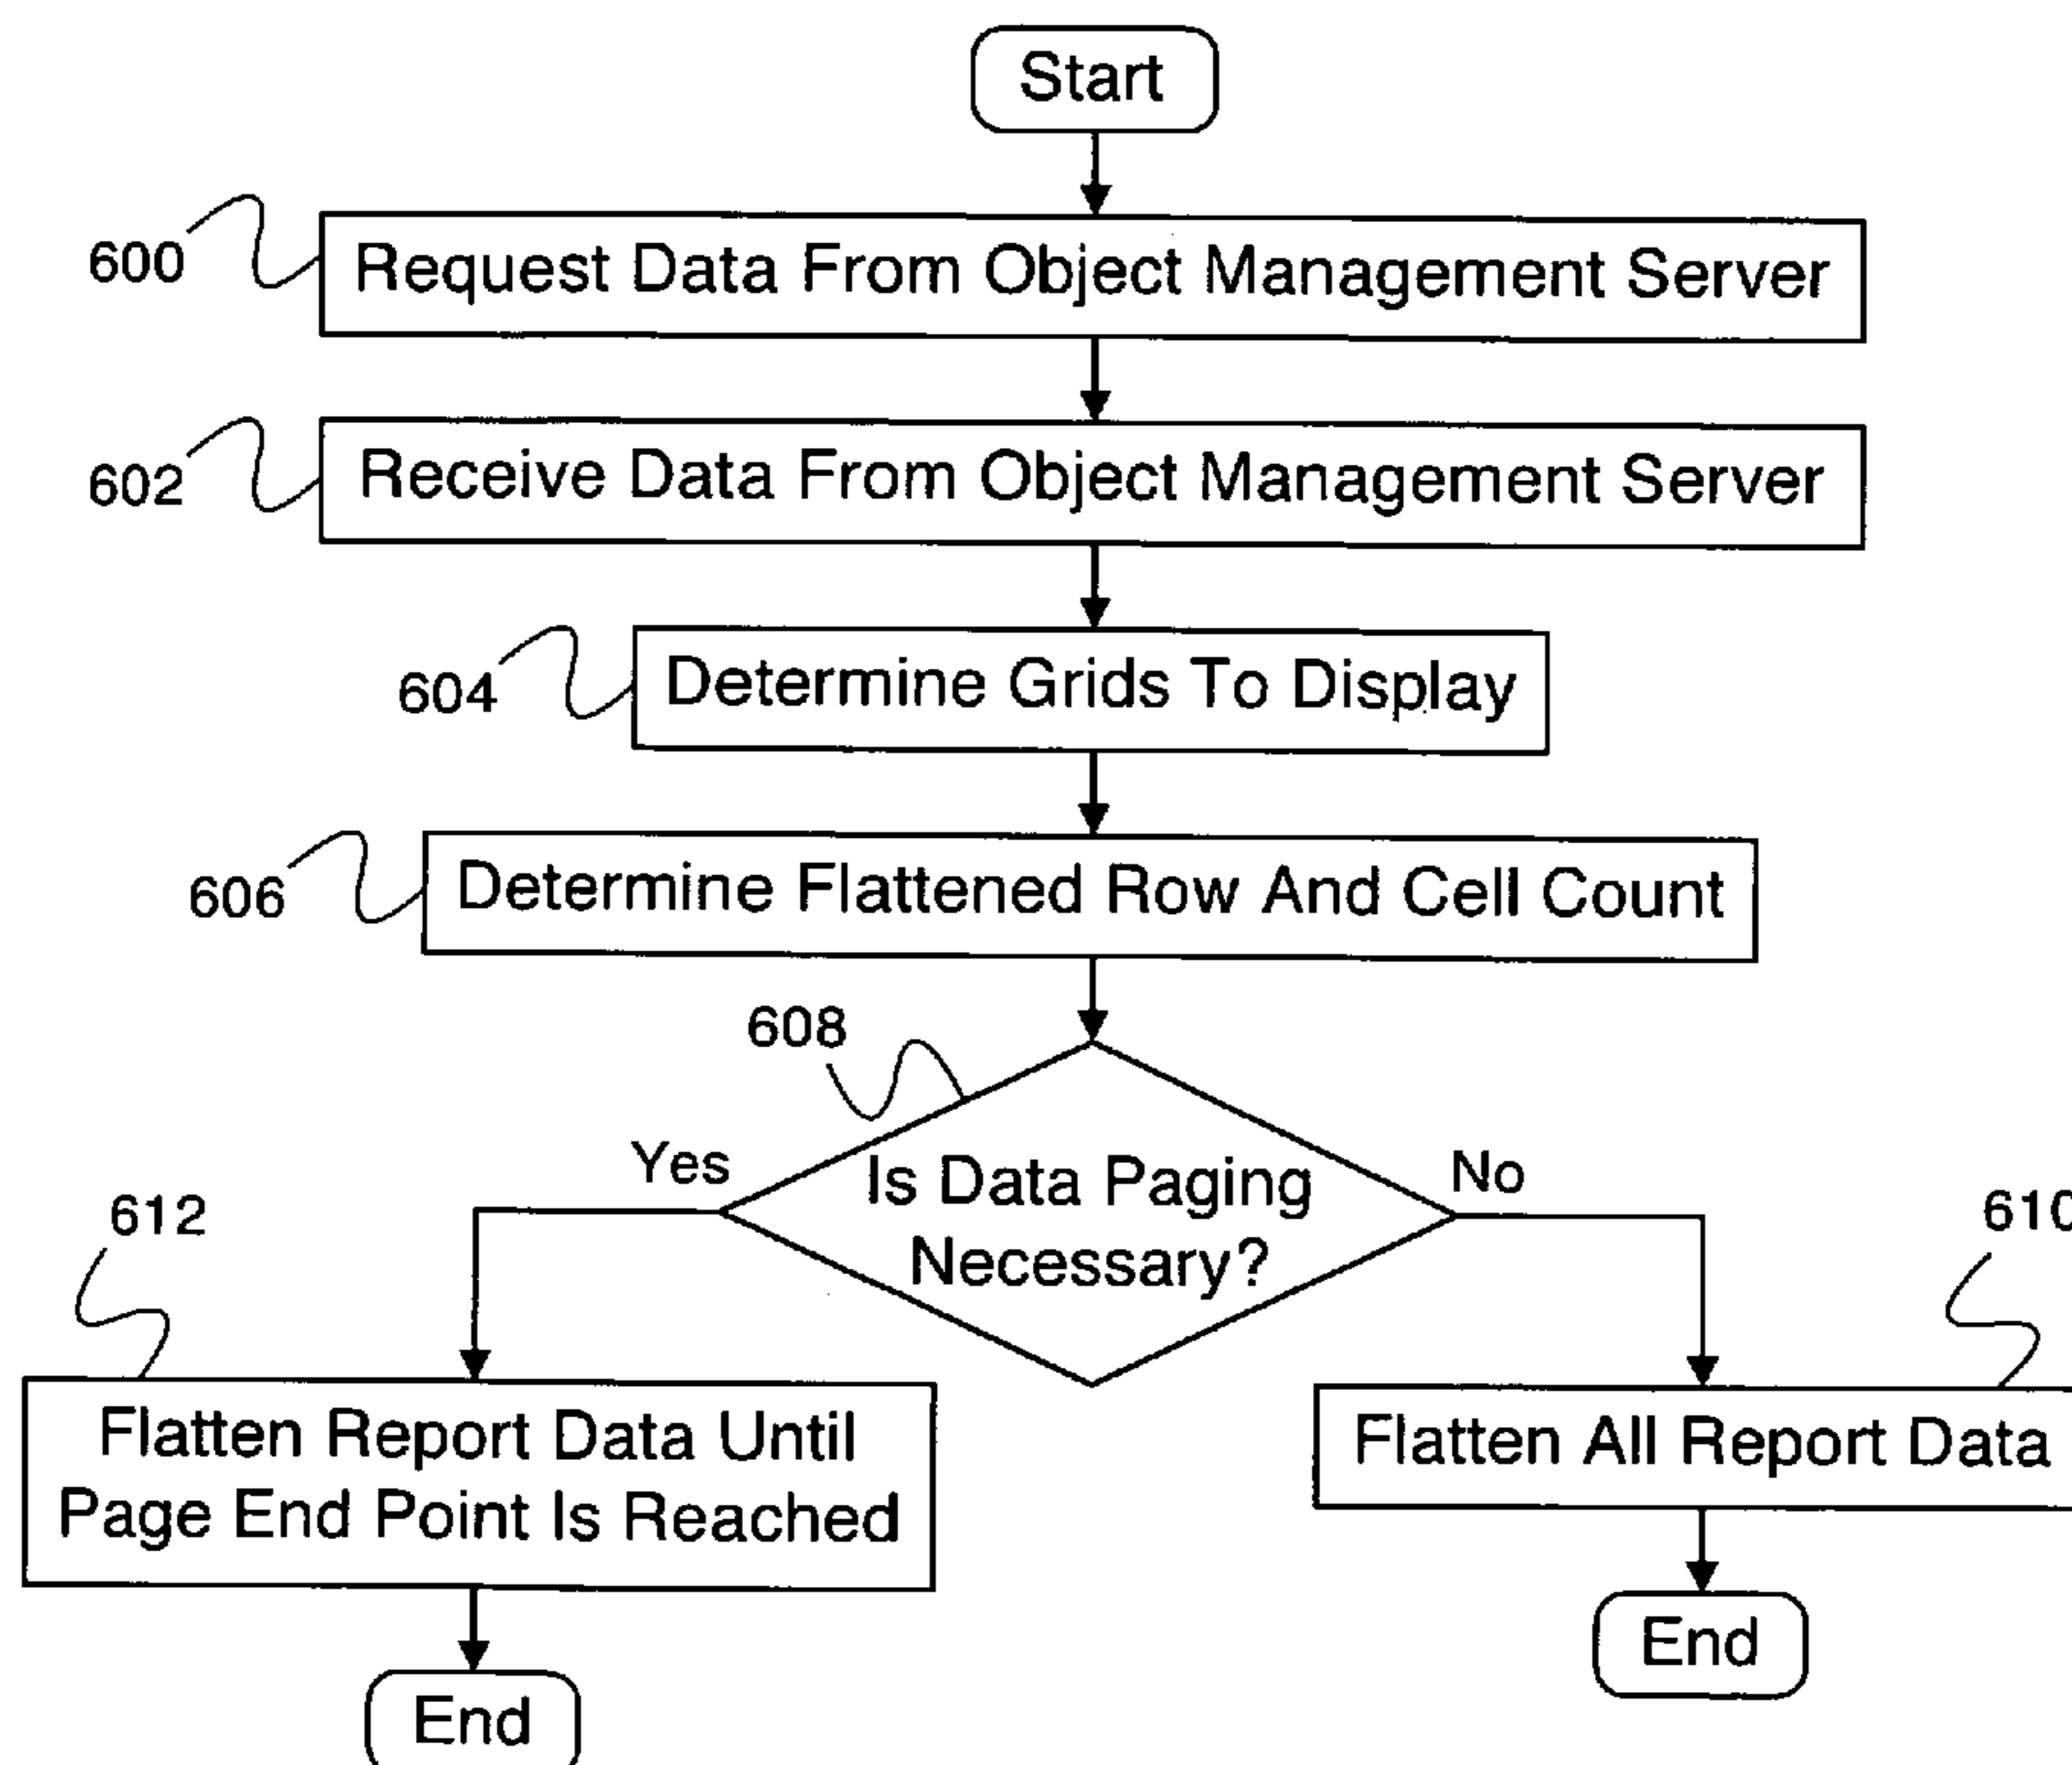 Start
600
Request Data From Object Management Server
602
Receive Data From Object Management Server
604
Determine Grids To Display
606
Determine Flattened Row And Cell Count
608
Yes
Is Data Paging
Necessary?
No
612
610
Flatten Report Data Until
Page End Point Is Reached
Flatten All Report Data
End
End